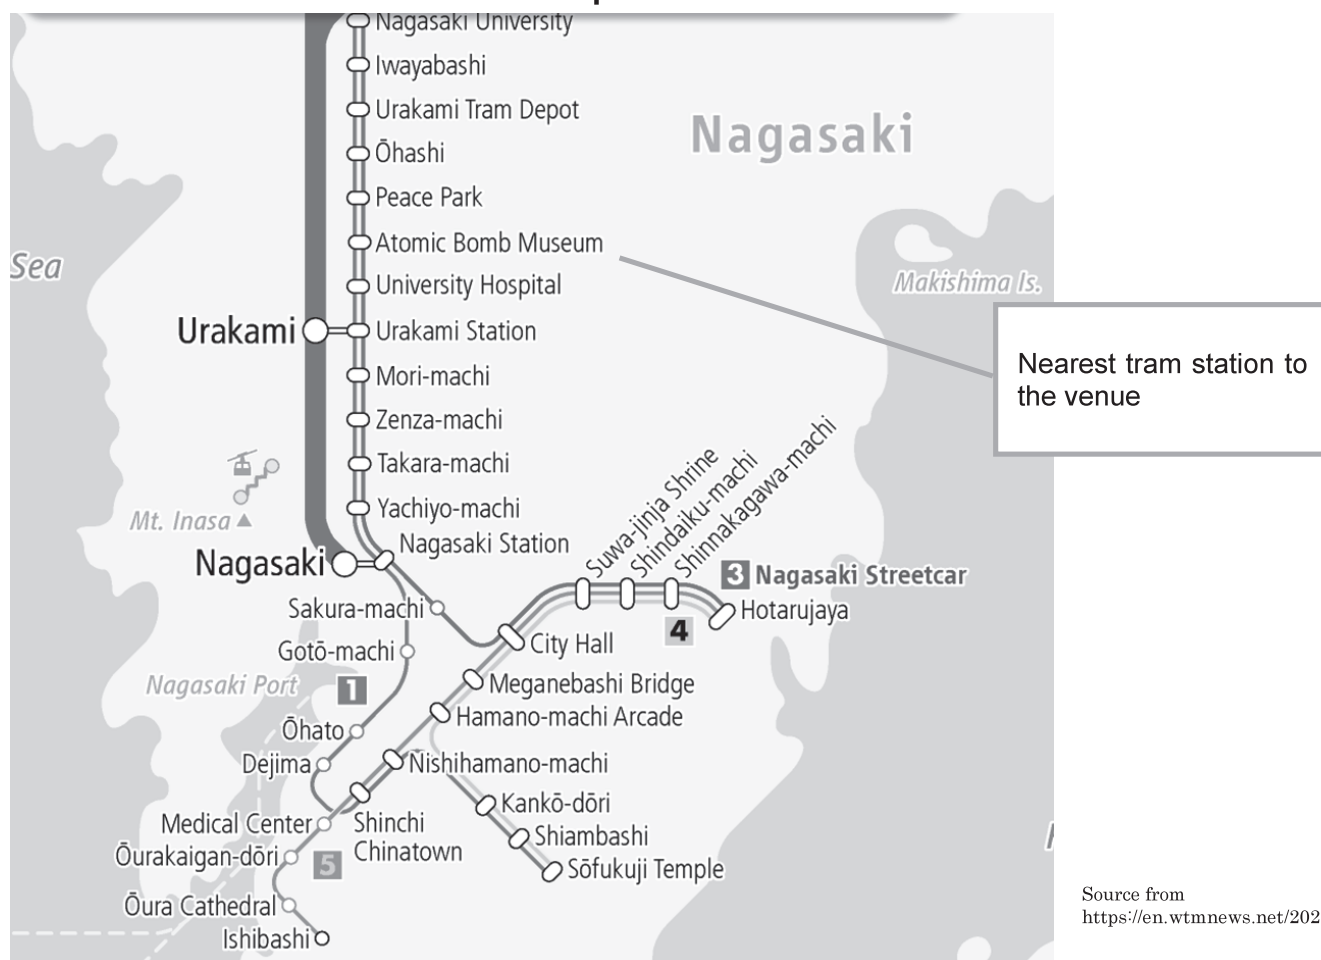 Nagasaki University
Iwayabashi
Urakami Tram Depot
Nagasaki
Ōhashi
Peace Park
Atomic Bomb Museum
Sea
Makishima Is.
University Hospital
Urakami
Urakami Station
Nearest tram station to
the venue
Mori-machi
Zenza-machi
Takara-machi
Mt. Inasa
Yachiyo-machi
Nagasaki Station
Nagasaki
Suwa-jinja Shrine
Shindaiku-machi
Shinnakagawa-machi
3 Nagasaki Streetcar
Hotarujaya
4
Sakura-machi
City Hall
Gotō-machi
Nagasaki Port
1
Meganebashi Bridge
Hamano-machi Arcade
Ōhato
Dejima
Nishihamano-machi
Kankō-dōri
Medical Center
Shinchi
Chinatown
Shiambashi
Ōurakaigan-dōri
5
Sōfukuji Temple
Ōura Cathedral
Ishibashi
Source from
https://en.wtmnews.net/202